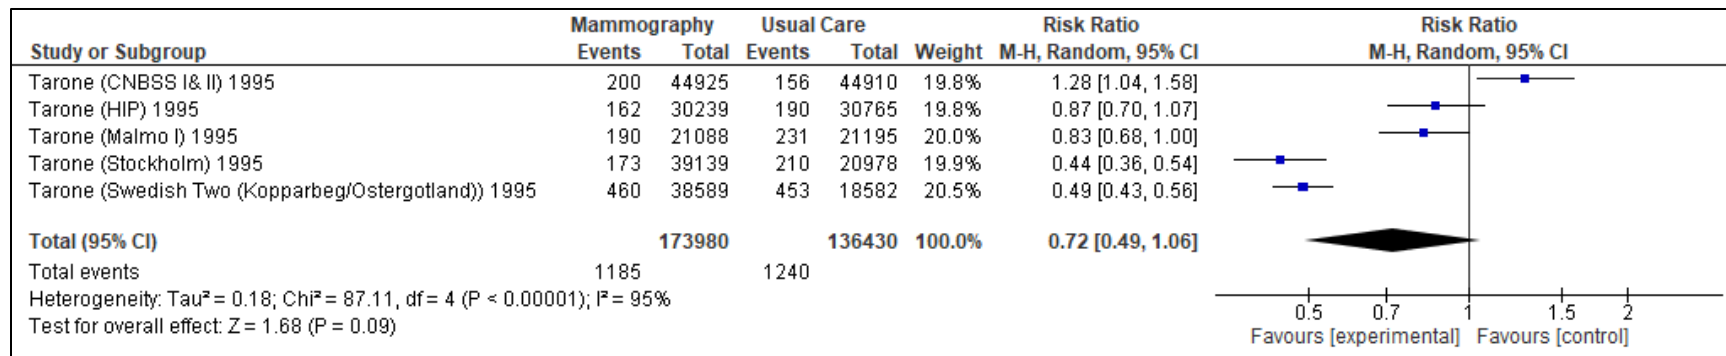 Mammography Usual Care Risk Ratio Risk Ratio
Study or Subgroup Events Total Events Total Weight M-H, Random, 95% CI M-H, Random, 95% CI
Tarone (CNBSS I& II) 1995 200 44925 156 44910 19.8% 1.28 [1.04, 1.58]
Tarone (HIP) 1995 162 30239 190 30765 19.8% 0.87 [0.70, 1.07]
Tarone (Malmo I) 1995 190 21088 231 21195 20.0% 0.83 [0.68, 1.00]
Tarone (Stockholm) 1995 173 39139 210 20978 19.9% 0.44 [0.36, 0.54]
Tarone (Swedish Two (Kopparbeg/Ostergotland)) 1995 460 38589 453 18582 20.5% 0.49 [0.43, 0.56]
Total (95% CI) 173980 136430 100.0% 0.72 [0.49, 1.06]
Total events 1185 1240
Heterogeneity: Tau² = 0.18; Chi² = 87.11, df = 4 (P < 0.00001); I² = 95%
Test for overall effect: Z = 1.68 (P = 0.09)
0.5 0.7 1 1.5 2
Favours [experimental] Favours [control]